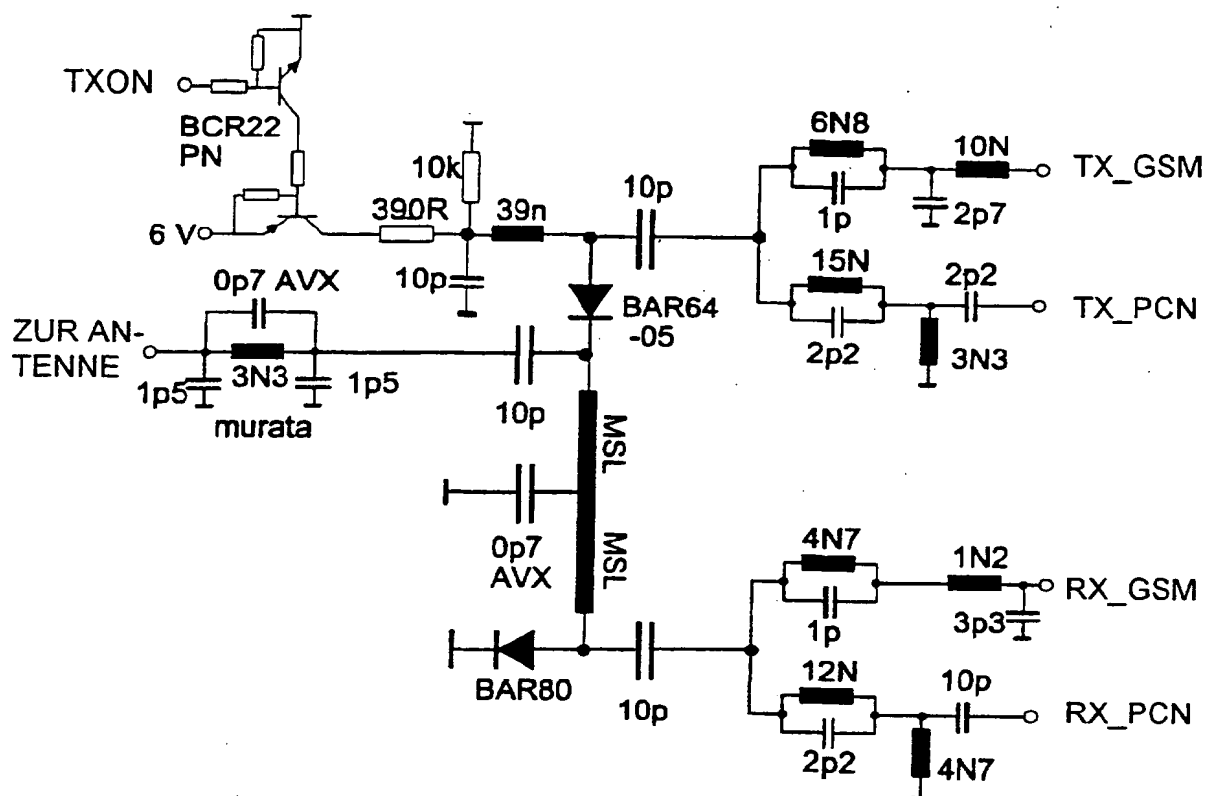 TXON
BCR22
PN
10k
390R
39n
10p
6 V
10p
0p7 AVX
ZUR AN-
TENNE
1p5
3N3
1p5
murata
10p
BAR64
-05
6N8
1p
10N
2p7
TX_GSM
15N
2p2
2p2
3N3
TX_PCN
MSL
MSL
0p7
AVX
BAR80
10p
4N7
1p
1N2
3p3
RX_GSM
12N
2p2
10p
4N7
RX_PCN